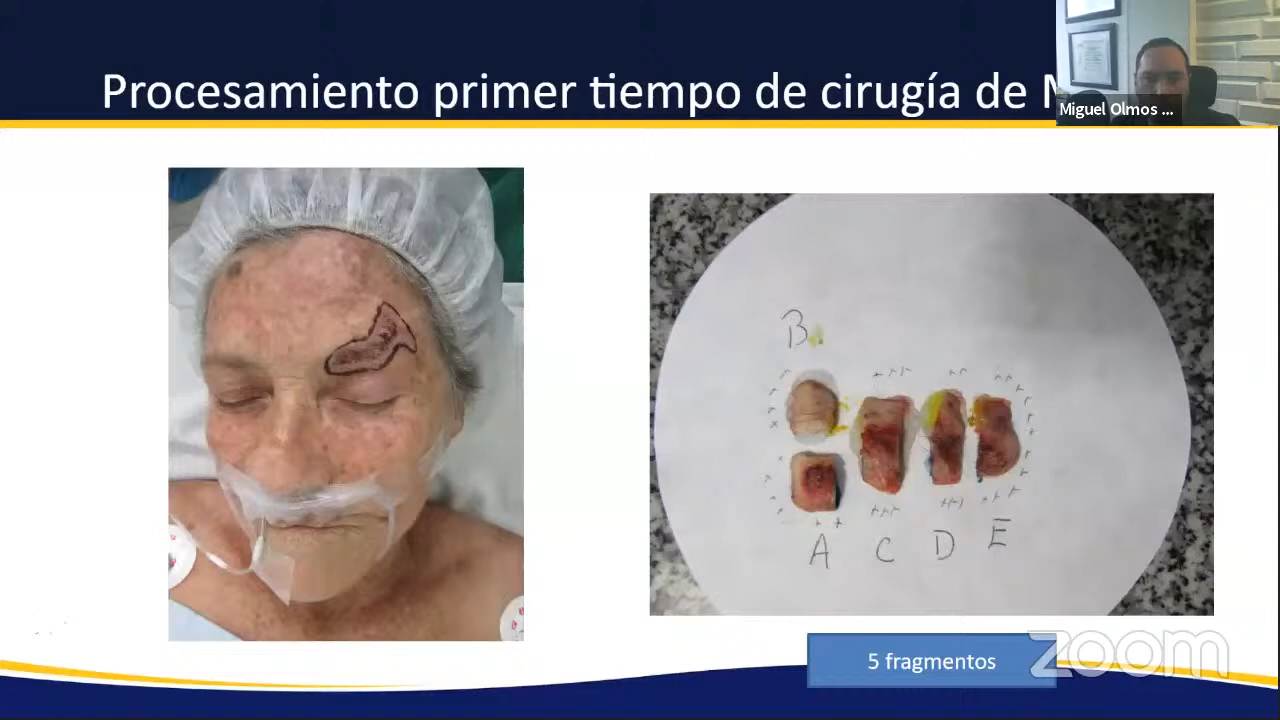 Procesamiento primer tiempo de cirugía de
Miguel Olmos ...
B
A
C
D
E
5 fragmentos
zoom